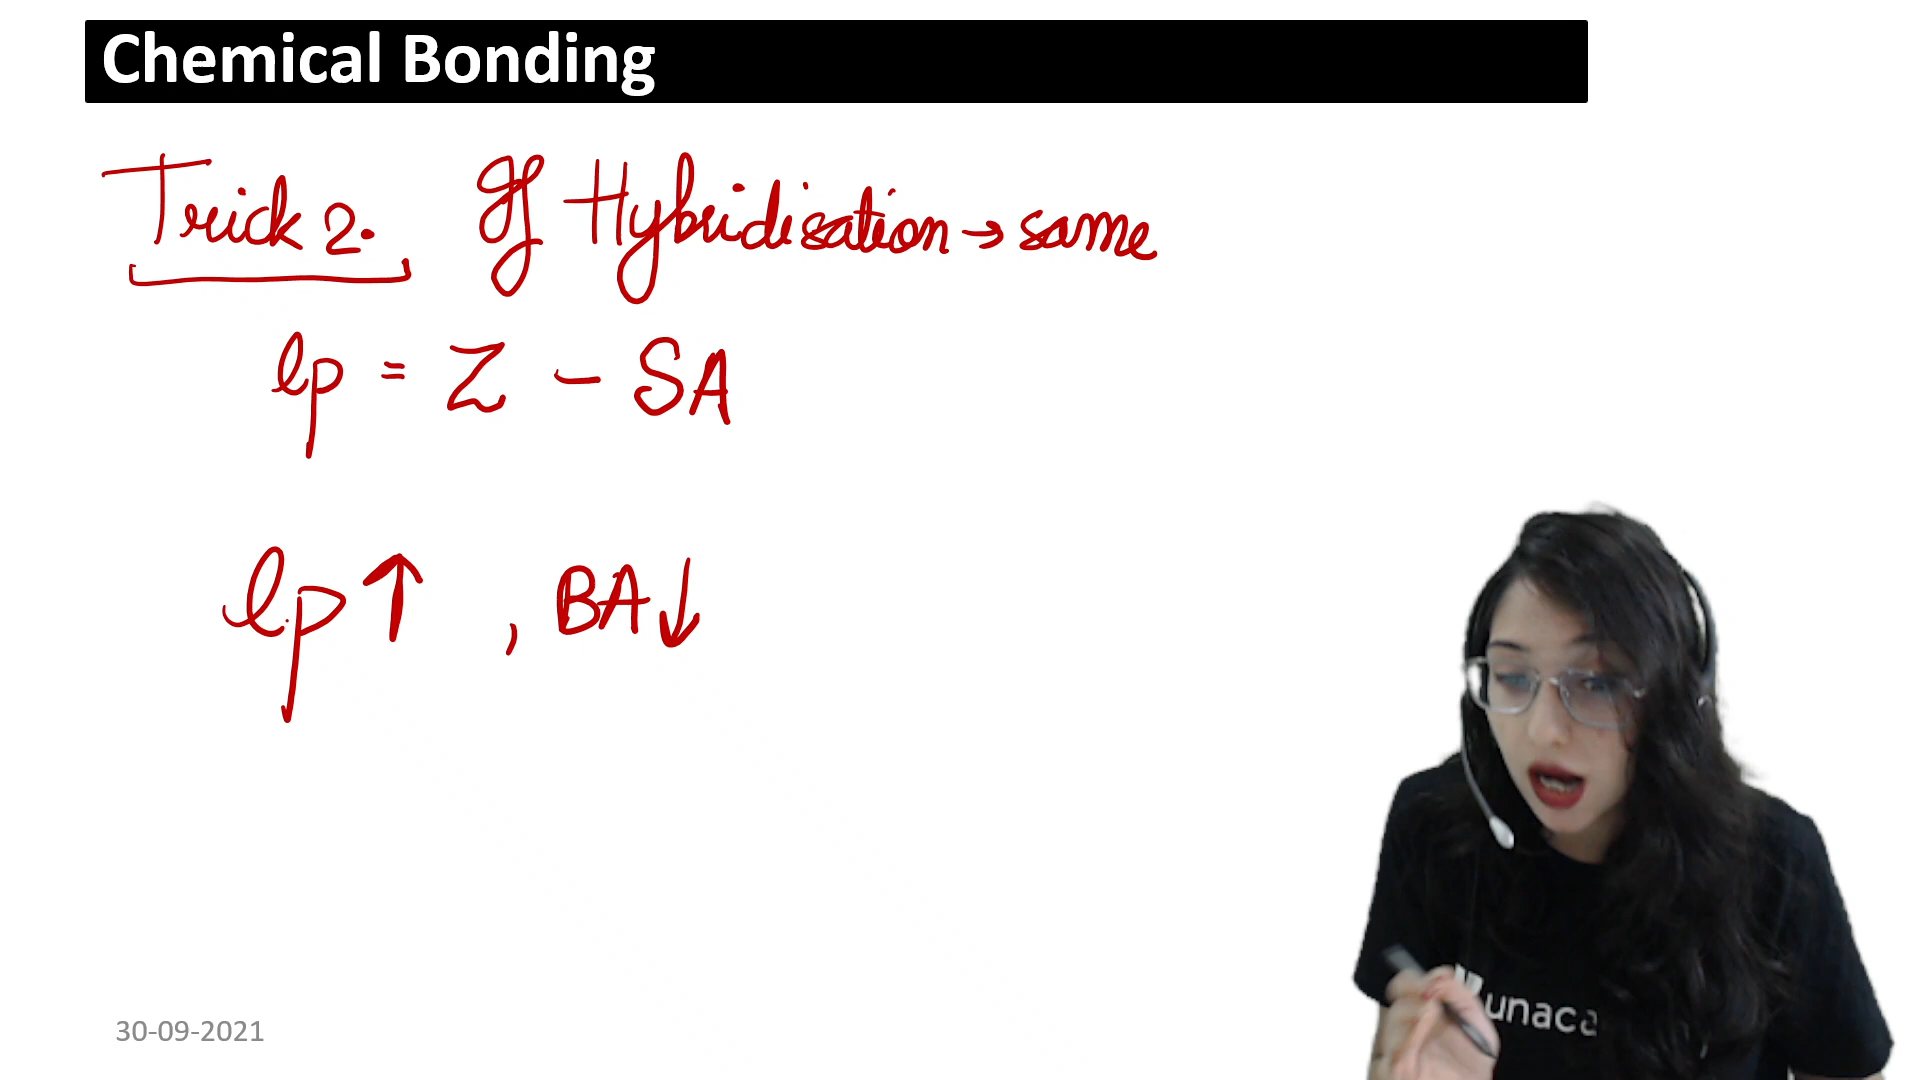 Chemical Bonding
Trick 2. If Hybridisation → same
lp = Z - SA
lp ↑ , BA ↓
30-09-2021
unaca